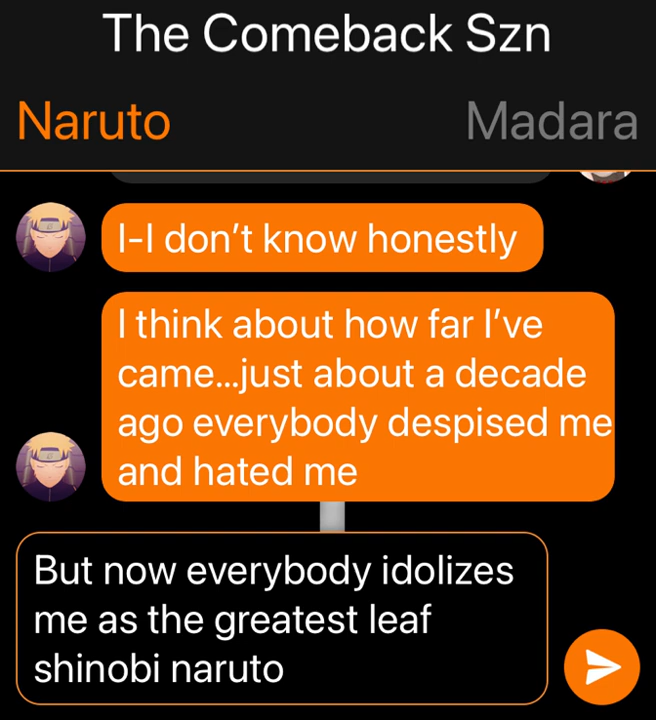 The Comeback Szn
Naruto
Madara
I-I don’t know honestly
I think about how far I’ve
came...just about a decade
ago everybody despised me
and hated me
But now everybody idolizes
me as the greatest leaf
shinobi naruto